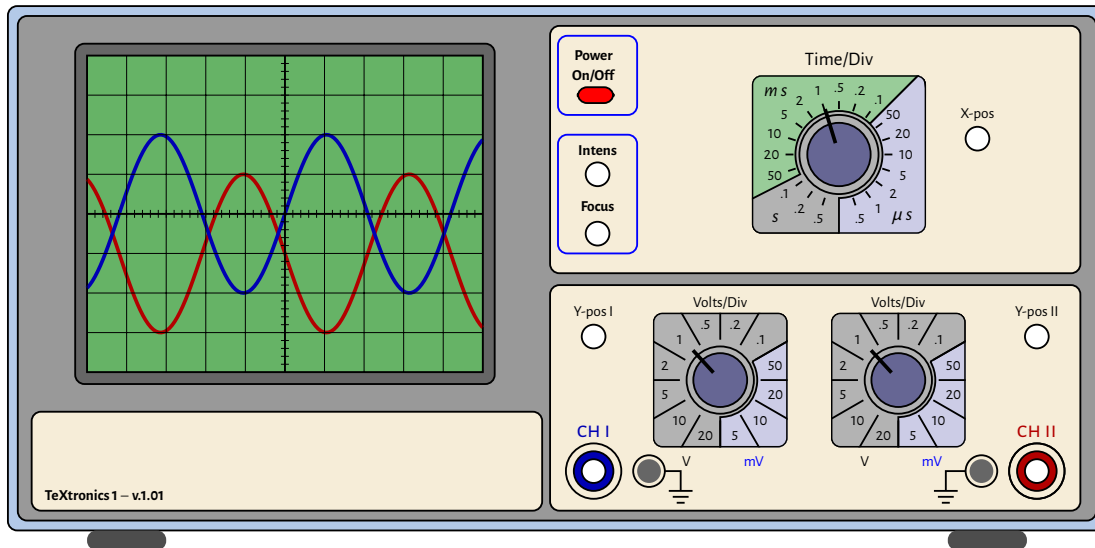 Power
On/Off
Time/Div
ms
μs
s
50
20
10
5
2
1
.5
.2
.1
50
20
10
5
2
1
.5
.5
.2
.1
X-pos
Intens
Focus
Y-pos I
Volts/Div
Volts/Div
Y-pos II
20
10
5
2
1
.5
.2
.1
50
20
10
5
V
mV
20
10
5
2
1
.5
.2
.1
50
20
10
5
V
mV
CH I
CH II
TeXtronics 1 – v.1.01